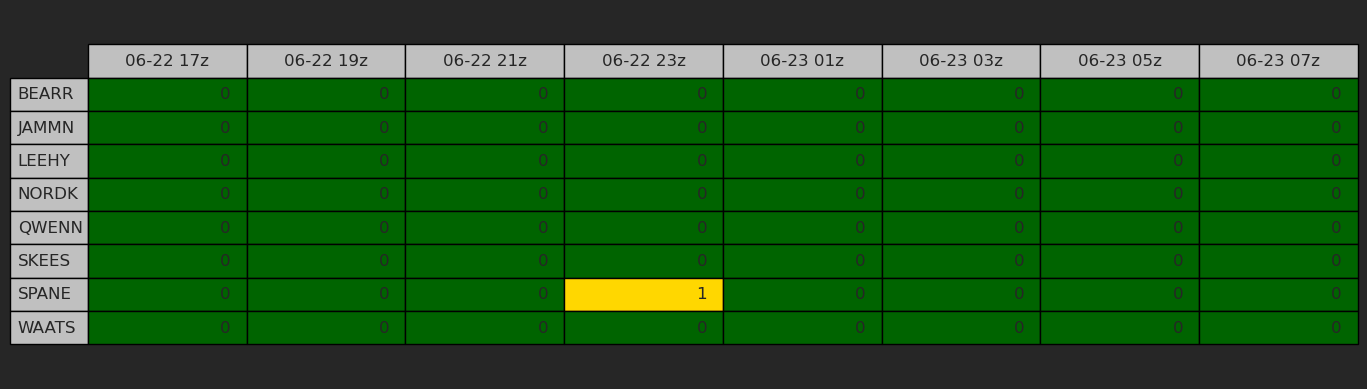 06-22 17z 06-22 19z 06-22 21z 06-22 23z 06-23 01z 06-23 03z 06-23 05z 06-23 07z
BEARR 0 0 0 0 0 0 0 0
JAMMN 0 0 0 0 0 0 0 0
LEEHY 0 0 0 0 0 0 0 0
NORDK 0 0 0 0 0 0 0 0
QWENN 0 0 0 0 0 0 0 0
SKEES 0 0 0 0 0 0 0 0
SPANE 0 0 0 1 0 0 0 0
WAATS 0 0 0 0 0 0 0 0